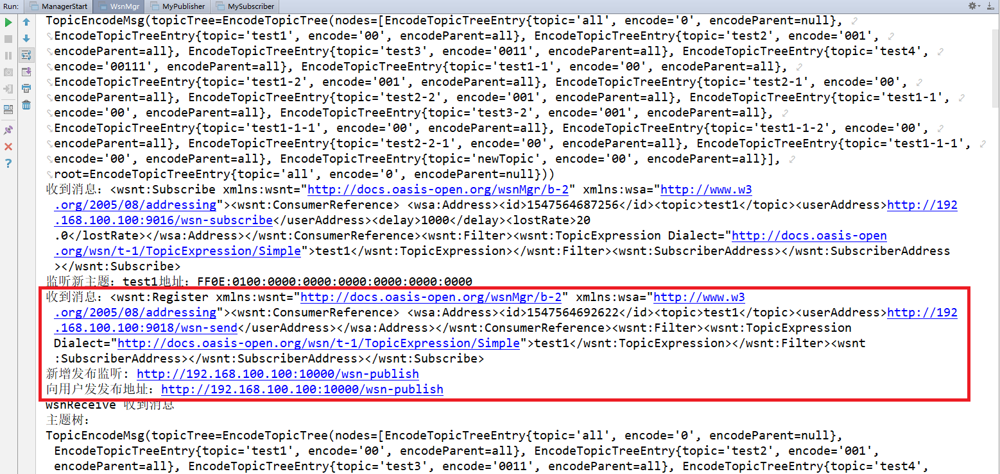 Run: ManagerStart WsnMgr MyPublisher MySubscriber
TopicEncodeMsg(topicTree=EncodeTopicTree(nodes=[EncodeTopicTreeEntry{topic='all', encode='0', encodeParent=null},
EncodeTopicTreeEntry{topic='test1', encode='00', encodeParent=all}, EncodeTopicTreeEntry{topic='test2', encode='001',
encodeParent=all}, EncodeTopicTreeEntry{topic='test3', encode='0011', encodeParent=all}, EncodeTopicTreeEntry{topic='test4',
encode='00111', encodeParent=all}, EncodeTopicTreeEntry{topic='test1-1', encode='00', encodeParent=all},
EncodeTopicTreeEntry{topic='test1-2', encode='001', encodeParent=all}, EncodeTopicTreeEntry{topic='test2-1', encode='00',
encodeParent=all}, EncodeTopicTreeEntry{topic='test2-2', encode='001', encodeParent=all}, EncodeTopicTreeEntry{topic='test1-1',
encode='00', encodeParent=all}, EncodeTopicTreeEntry{topic='test3-2', encode='001', encodeParent=all},
EncodeTopicTreeEntry{topic='test1-1-1', encode='00', encodeParent=all}, EncodeTopicTreeEntry{topic='test1-1-2', encode='00',
encodeParent=all}, EncodeTopicTreeEntry{topic='test2-2-1', encode='00', encodeParent=all}, EncodeTopicTreeEntry{topic='test1-1-1',
encode='00', encodeParent=all}, EncodeTopicTreeEntry{topic='newTopic', encode='00', encodeParent=all}],
root=EncodeTopicTreeEntry{topic='all', encode='0', encodeParent=null}))
收到消息：<wsnt:Subscribe xmlns:wsnt="http://docs.oasis-open.org/wsnMgr/b-2" xmlns:wsa="http://www.w3
.org/2005/08/addressing"><wsnt:ConsumerReference> <wsa:Address><id>1547564687256</id><topic>test1</topic><userAddress>http://192
.168.100.100:9016/wsn-subscribe</userAddress><delay>1000</delay><lostRate>20
.0</lostRate></wsa:Address></wsnt:ConsumerReference><wsnt:Filter><wsnt:TopicExpression Dialect="http://docs.oasis-open
.org/wsn/t-1/TopicExpression/Simple">test1</wsnt:TopicExpression></wsnt:Filter><wsnt:SubscriberAddress></wsnt:SubscriberAddress
></wsnt:Subscribe>
监听新主题：test1地址：FF0E:0100:0000:0000:0000:0000:0000:0000
收到消息：<wsnt:Register xmlns:wsnt="http://docs.oasis-open.org/wsnMgr/b-2" xmlns:wsa="http://www.w3
.org/2005/08/addressing"><wsnt:ConsumerReference> <wsa:Address><id>1547564692622</id><topic>test1</topic><userAddress>http://192
.168.100.100:9018/wsn-send</userAddress></wsa:Address></wsnt:ConsumerReference><wsnt:Filter><wsnt:TopicExpression
Dialect="http://docs.oasis-open.org/wsn/t-1/TopicExpression/Simple">test1</wsnt:TopicExpression></wsnt:Filter><wsnt
:SubscriberAddress></wsnt:SubscriberAddress></wsnt:Subscribe>
新增发布监听: http://192.168.100.100:10000/wsn-publish
向用户发发布地址：http://192.168.100.100:10000/wsn-publish
wsnReceive 收到消息
主题树：
TopicEncodeMsg(topicTree=EncodeTopicTree(nodes=[EncodeTopicTreeEntry{topic='all', encode='0', encodeParent=null},
EncodeTopicTreeEntry{topic='test1', encode='00', encodeParent=all}, EncodeTopicTreeEntry{topic='test2', encode='001',
encodeParent=all}, EncodeTopicTreeEntry{topic='test3', encode='0011', encodeParent=all}, EncodeTopicTreeEntry{topic='test4',